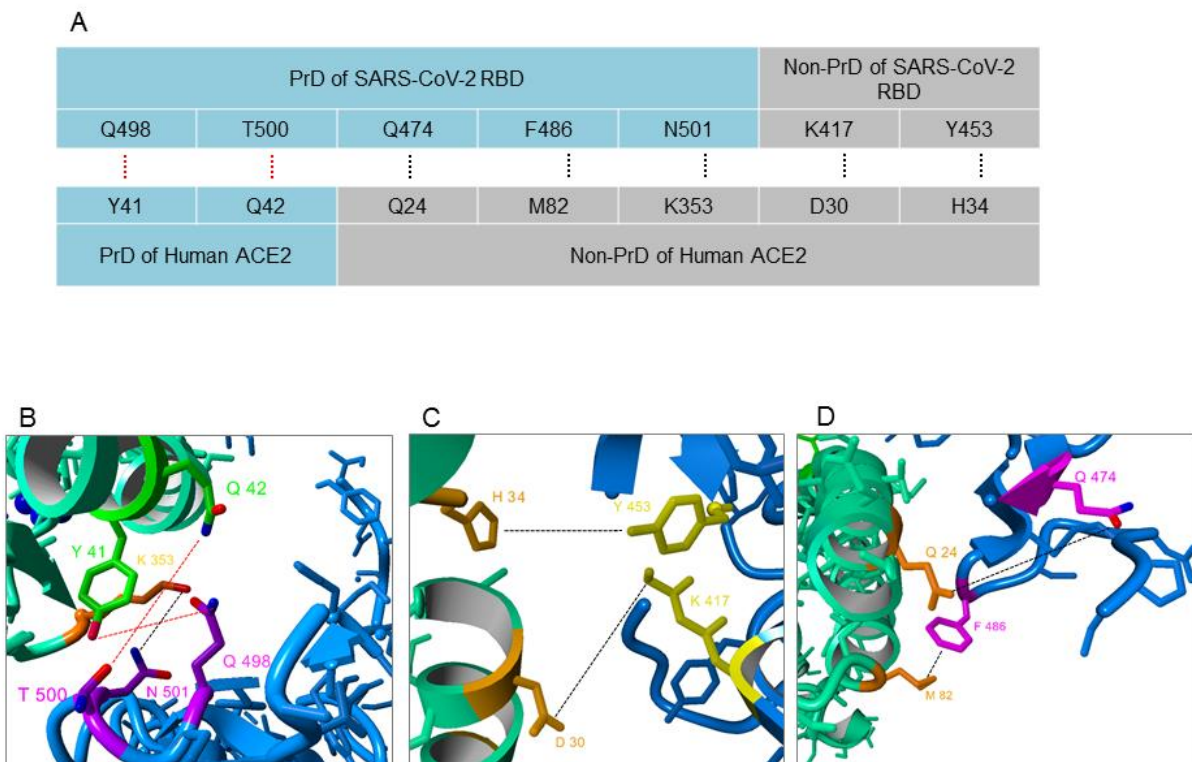 A
PrD of SARS-CoV-2 RBD
Non-PrD of SARS-CoV-2
RBD
Q498 T500 Q474 F486 N501 K417 Y453
Y41 Q42 Q24 M82 K353 D30 H34
PrD of Human ACE2
Non-PrD of Human ACE2
B
Q 42
Y 41
K 353
Q 498
T 500
N 501
C
H 34
Y 453
K 417
D 30
D
Q 474
Q 24
F 486
M 82